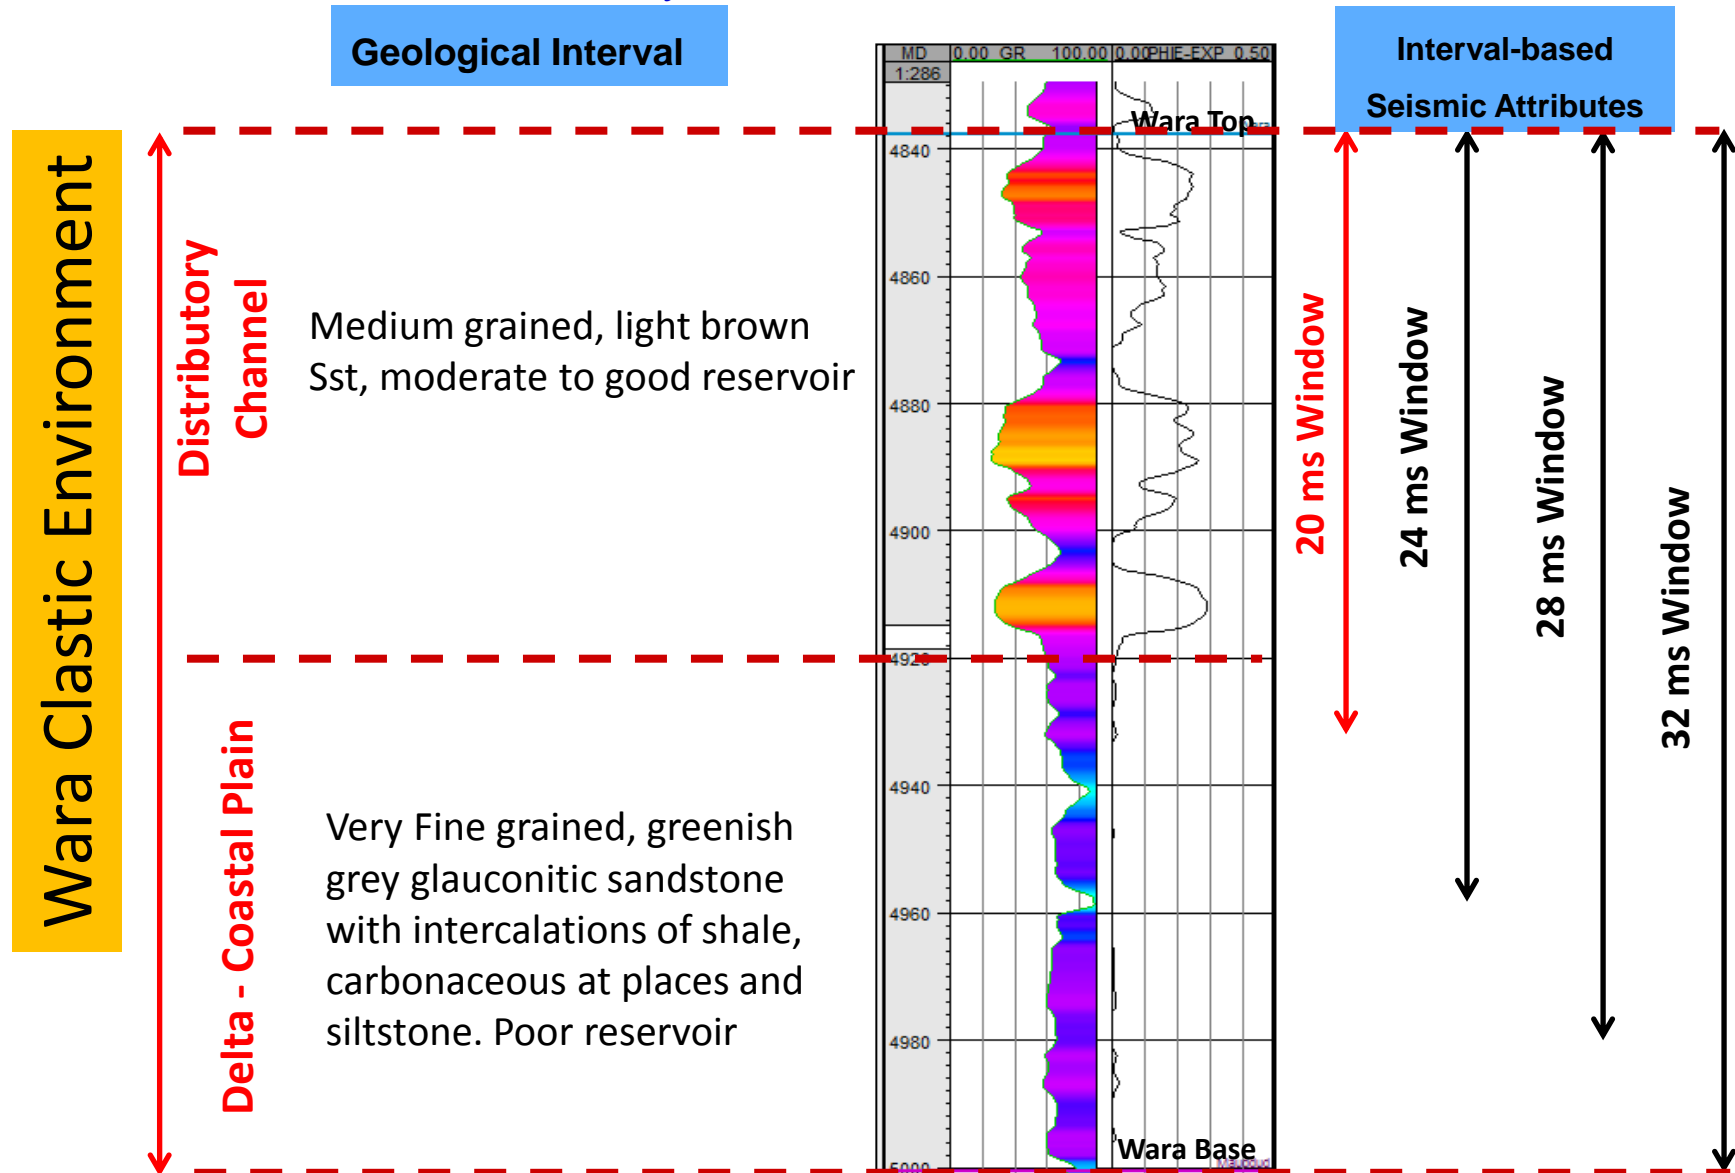 Geological Interval
Interval-based
Seismic Attributes
MD
0.00 GR 100.00
0.00 PHIE-EXP 0.50
1:286
Wara Top
Wara Clastic Environment
Distributory
Channel
Medium grained, light brown
Sst, moderate to good reservoir
4840
4860
4880
4900
4920
4940
4960
4980
5000
20 ms Window
24 ms Window
28 ms Window
32 ms Window
Delta - Coastal Plain
Very Fine grained, greenish
grey glauconitic sandstone
with intercalations of shale,
carbonaceous at places and
siltstone. Poor reservoir
Wara Base